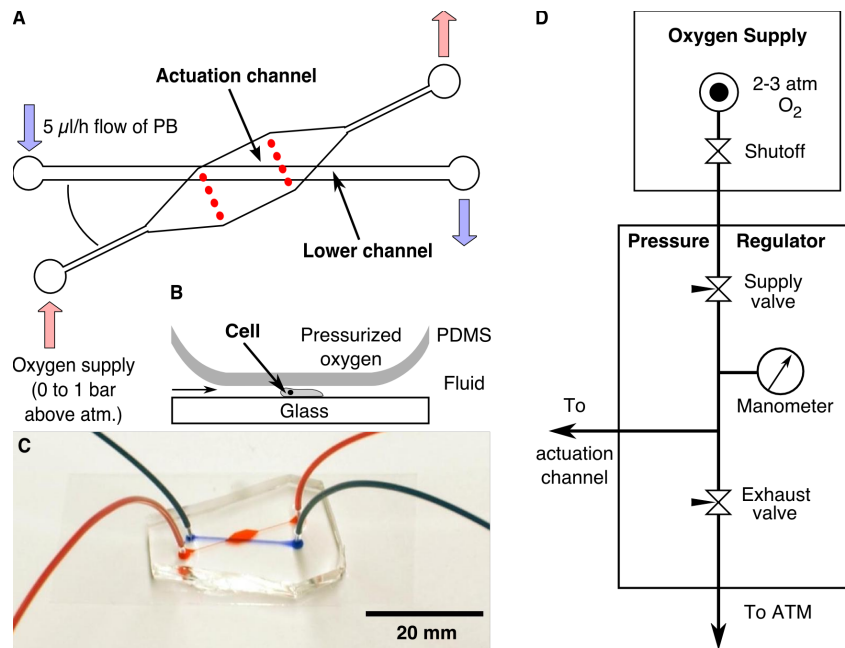 A
Actuation channel
5 µl/h flow of PB
Lower channel
Oxygen supply
(0 to 1 bar
above atm.)
B
Cell
Pressurized
oxygen
PDMS
Fluid
Glass
C
20 mm
D
Oxygen Supply
2-3 atm
O₂
Shutoff
Pressure Regulator
Supply
valve
Manometer
To
actuation
channel
Exhaust
valve
To ATM